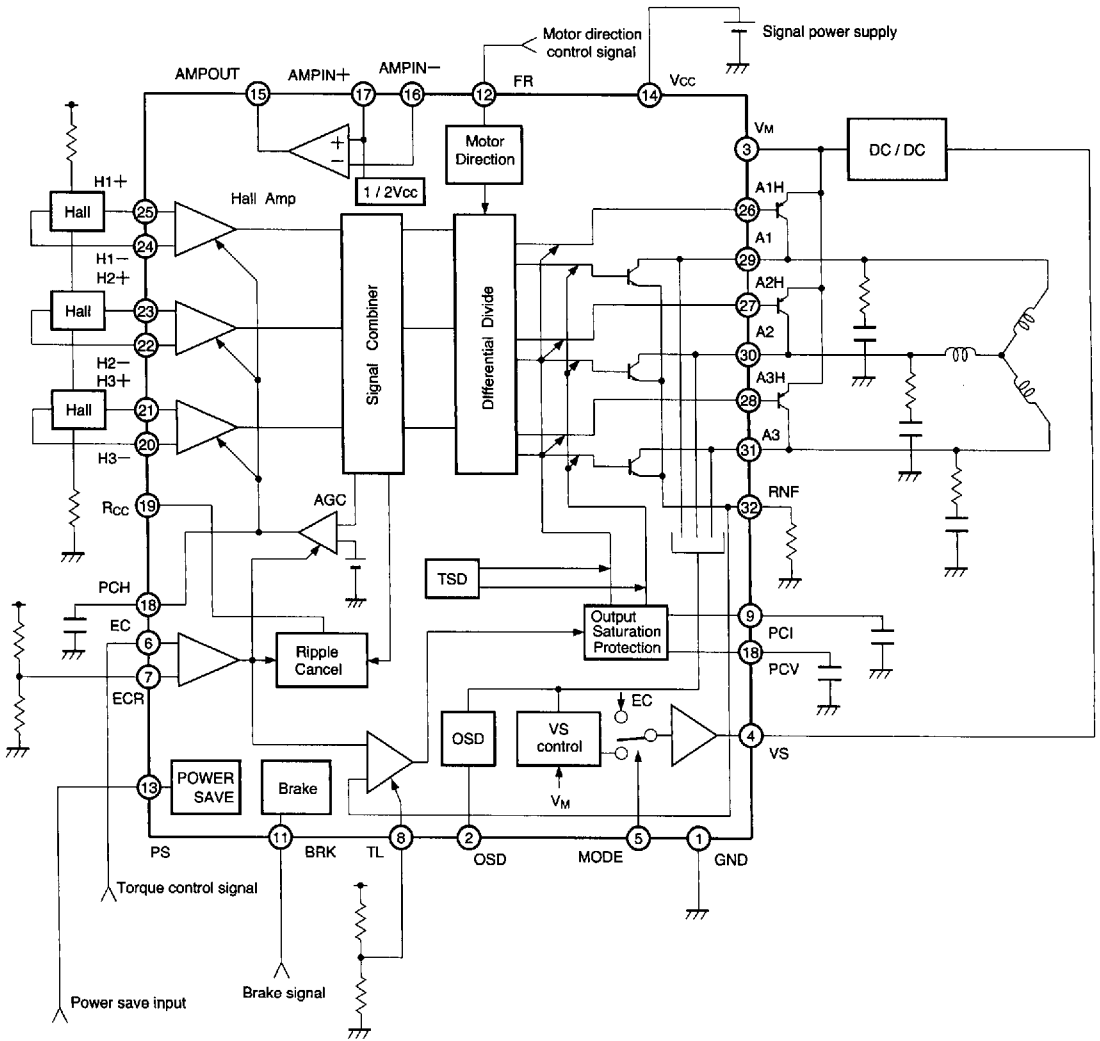 Motor direction
control signal
Signal power supply
AMPOUT
AMPIN+
AMPIN−
FR
VCC
15
17
16
12
14
VM
3
DC / DC
Motor
Direction
+
−
1 / 2Vcc
H1+
Hall Amp
A1H
Hall
25
26
A1
24
29
H1−
H2+
A2H
Hall
23
27
Signal Combiner
Differential Divide
A2
22
30
H2−
H3+
A3H
Hall
21
28
A3
20
31
H3−
RCC
19
AGC
RNF
32
TSD
PCH
18
Output
Saturation
Protection
9
PCI
EC
6
Ripple
Cancel
18
PCV
7
ECR
EC
OSD
VS
control
4
VS
13
POWER
SAVE
Brake
VM
PS
11
BRK
TL
8
2
OSD
MODE
5
1
GND
Torque control signal
Brake signal
Power save input